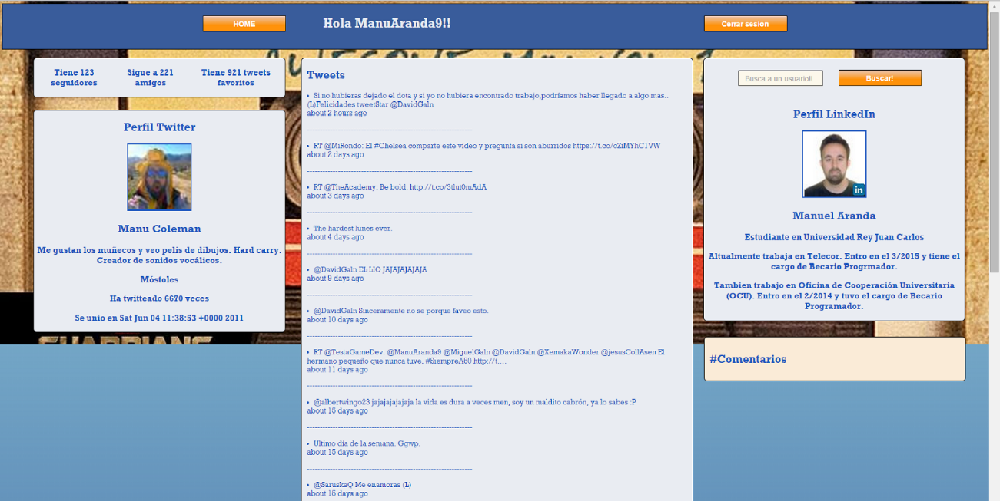 HOME
Hola ManuAranda9!!
Cerrar sesion
Tiene 123
seguidores
Sigue a 221
amigos
Tiene 921 tweets
favoritos
Perfil Twitter
Manu Coleman
Me gustan los muñecos y veo pelis de dibujos. Hard carry.
Creador de sonidos vocálicos.
Móstoles
Ha twitteado 6670 veces
Se unio en Sat Jun 04 11:38:53 +0000 2011
GUARDIANS
Tweets
• Si no hubieras dejado el dota y si yo no hubiera encontrado trabajo,podríamos haber llegado a algo mas..
(L)Felicidades tweetStar @DavidGaln
about 2 hours ago
• RT @MiRondo: El #Chelsea comparte este vídeo y pregunta si son aburridos https://t.co/cZiMYhC1VW
about 2 days ago
• RT @TheAcademy: Be bold. http://t.co/3tlut0mAdA
about 3 days ago
• The hardest lunes ever.
about 4 days ago
• @DavidGaln EL LIO JAJAJAJAJAJA
about 9 days ago
• @DavidGaln Sinceramente no se porque faveo esto.
about 10 days ago
• RT @TestaGameDev: @ManuAranda9 @MiguelGaln @DavidGaln @XemakaWonder @jesusCollAsen El
hermano pequeño que nunca tuve. #SiempreA50 http://t.…
about 11 days ago
• @albertwingo23 jajajajajajaja la vida es dura a veces men, soy un maldito cabrón, ya lo sabes :P
about 15 days ago
• Ultimo día de la semana. Ggwp.
about 15 days ago
• @SaruskaQ Me enamoras (L)
about 15 days ago
Busca a un usuario!!
Buscar!
Perfil LinkedIn
in
Manuel Aranda
Estudiante en Universidad Rey Juan Carlos
Altualmente trabaja en Telecor. Entro en el 3/2015 y tiene el
cargo de Becario Progrmador.
Tambien trabajo en Oficina de Cooperación Universitaria
(OCU). Entro en el 2/2014 y tuvo el cargo de Becario
Programador.
#Comentarios